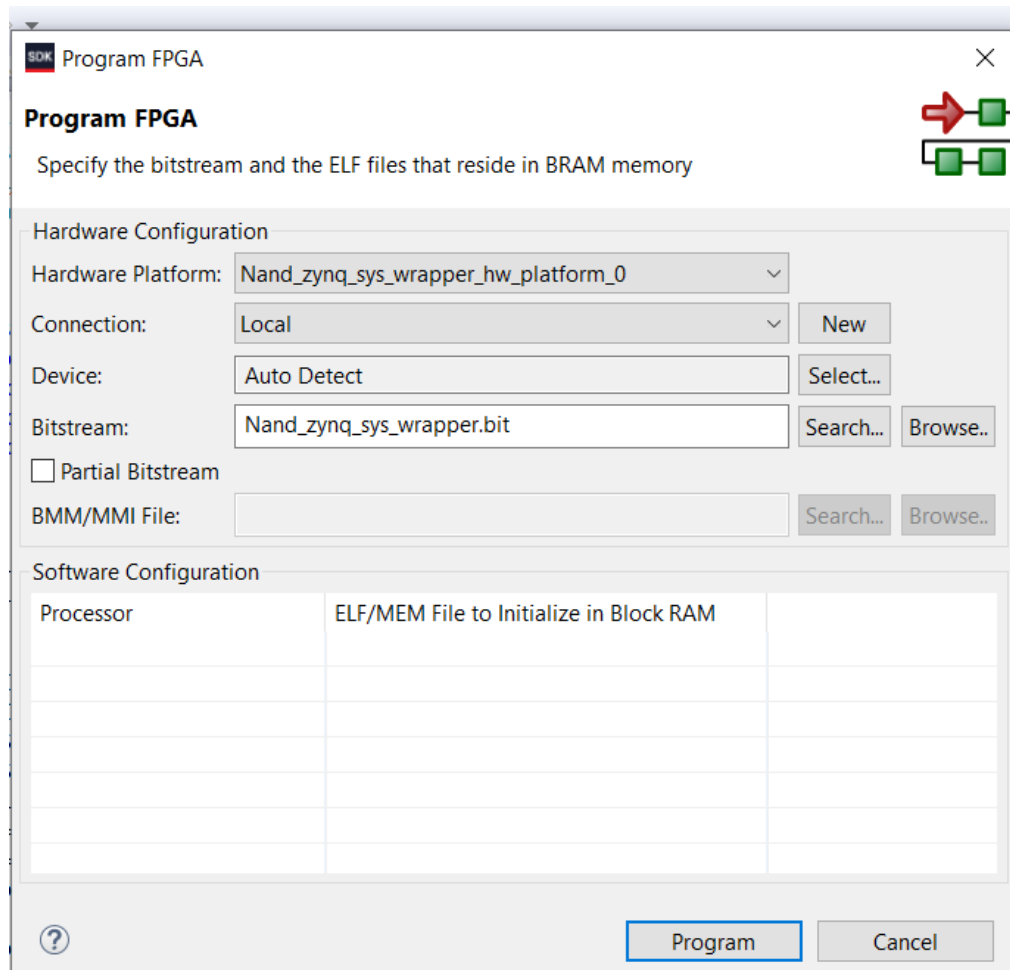 SDK Program FPGA
Program FPGA
Specify the bitstream and the ELF files that reside in BRAM memory
Hardware Configuration
Hardware Platform: Nand_zynq_sys_wrapper_hw_platform_0
Connection: Local New
Device: Auto Detect Select...
Bitstream: Nand_zynq_sys_wrapper.bit Search... Browse..
Partial Bitstream
BMM/MMI File: Search... Browse..
Software Configuration
Processor ELF/MEM File to Initialize in Block RAM
? Program Cancel